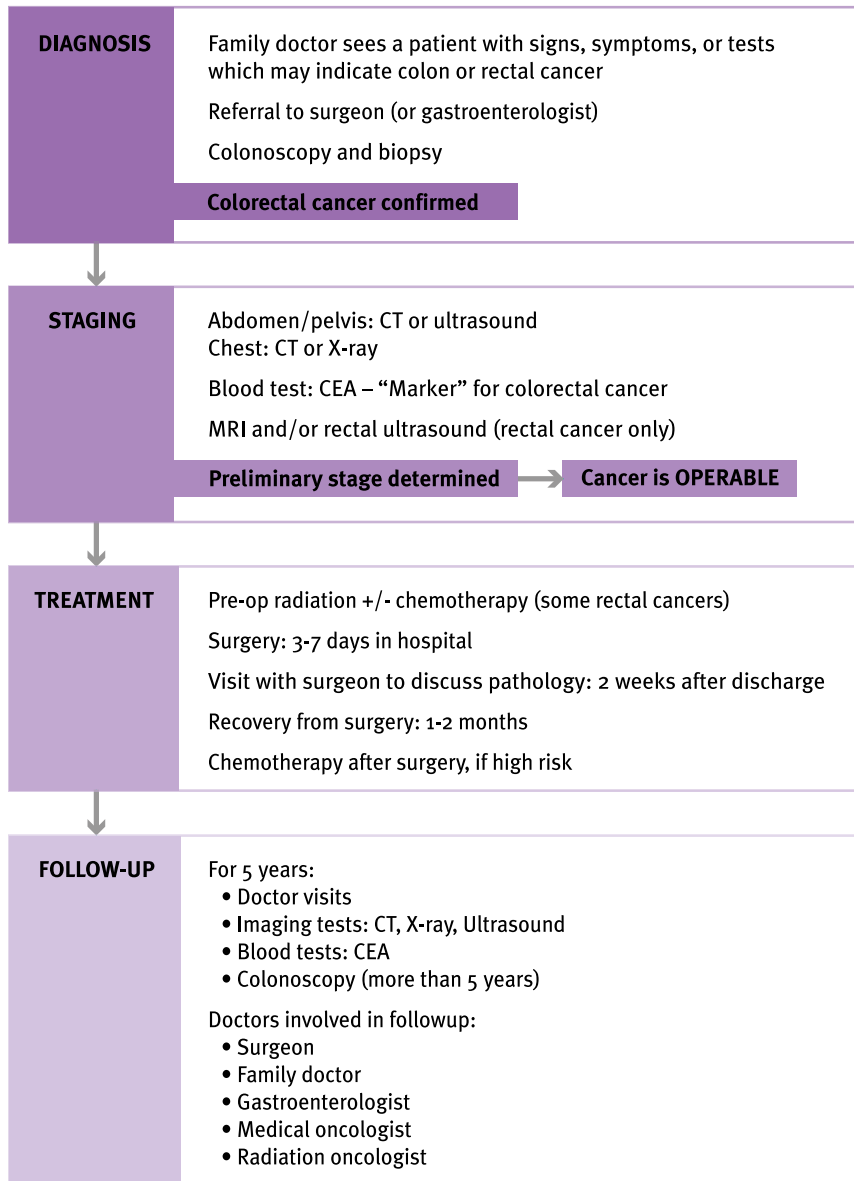 DIAGNOSIS
Family doctor sees a patient with signs, symptoms, or tests
which may indicate colon or rectal cancer
Referral to surgeon (or gastroenterologist)
Colonoscopy and biopsy
Colorectal cancer confirmed
STAGING
Abdomen/pelvis: CT or ultrasound
Chest: CT or X-ray
Blood test: CEA – “Marker” for colorectal cancer
MRI and/or rectal ultrasound (rectal cancer only)
Preliminary stage determined
Cancer is OPERABLE
TREATMENT
Pre-op radiation +/- chemotherapy (some rectal cancers)
Surgery: 3-7 days in hospital
Visit with surgeon to discuss pathology: 2 weeks after discharge
Recovery from surgery: 1-2 months
Chemotherapy after surgery, if high risk
FOLLOW-UP
For 5 years:
• Doctor visits
• Imaging tests: CT, X-ray, Ultrasound
• Blood tests: CEA
• Colonoscopy (more than 5 years)
Doctors involved in followup:
• Surgeon
• Family doctor
• Gastroenterologist
• Medical oncologist
• Radiation oncologist